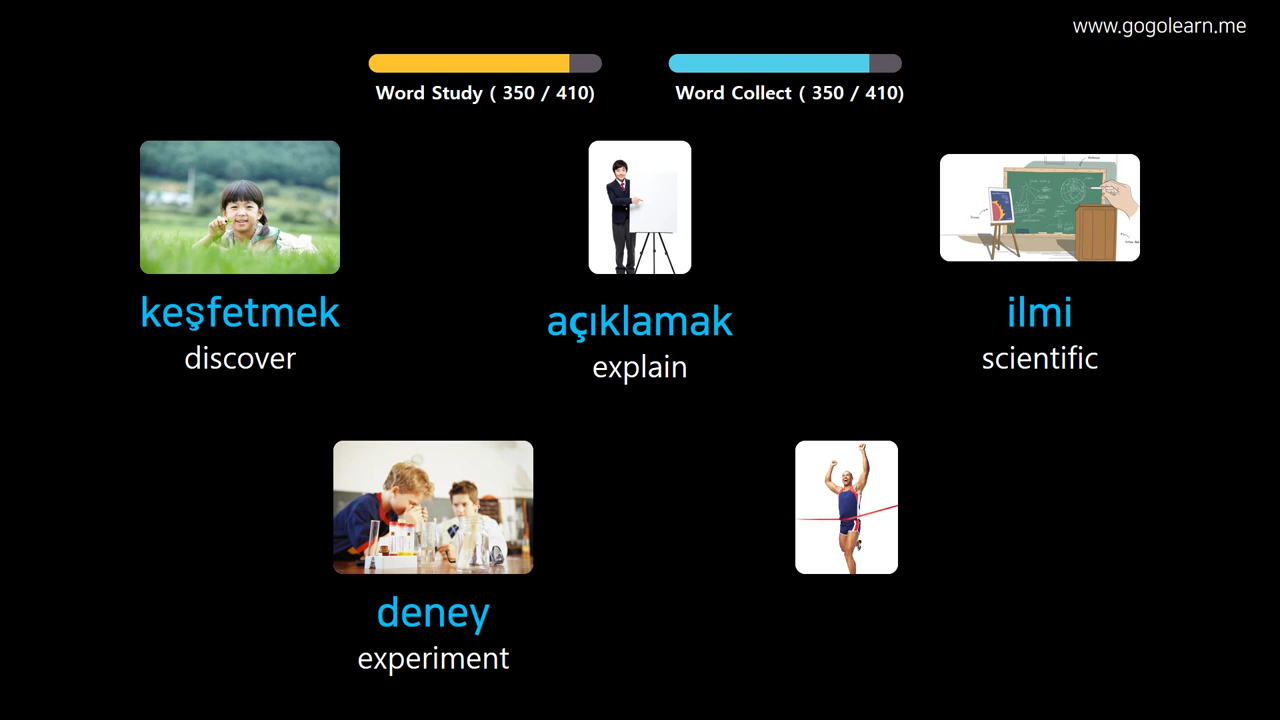 www.gogolearn.me
Word Study ( 350 / 410)
Word Collect ( 350 / 410)
keşfetmek
discover
açıklamak
explain
ilmi
scientific
deney
experiment